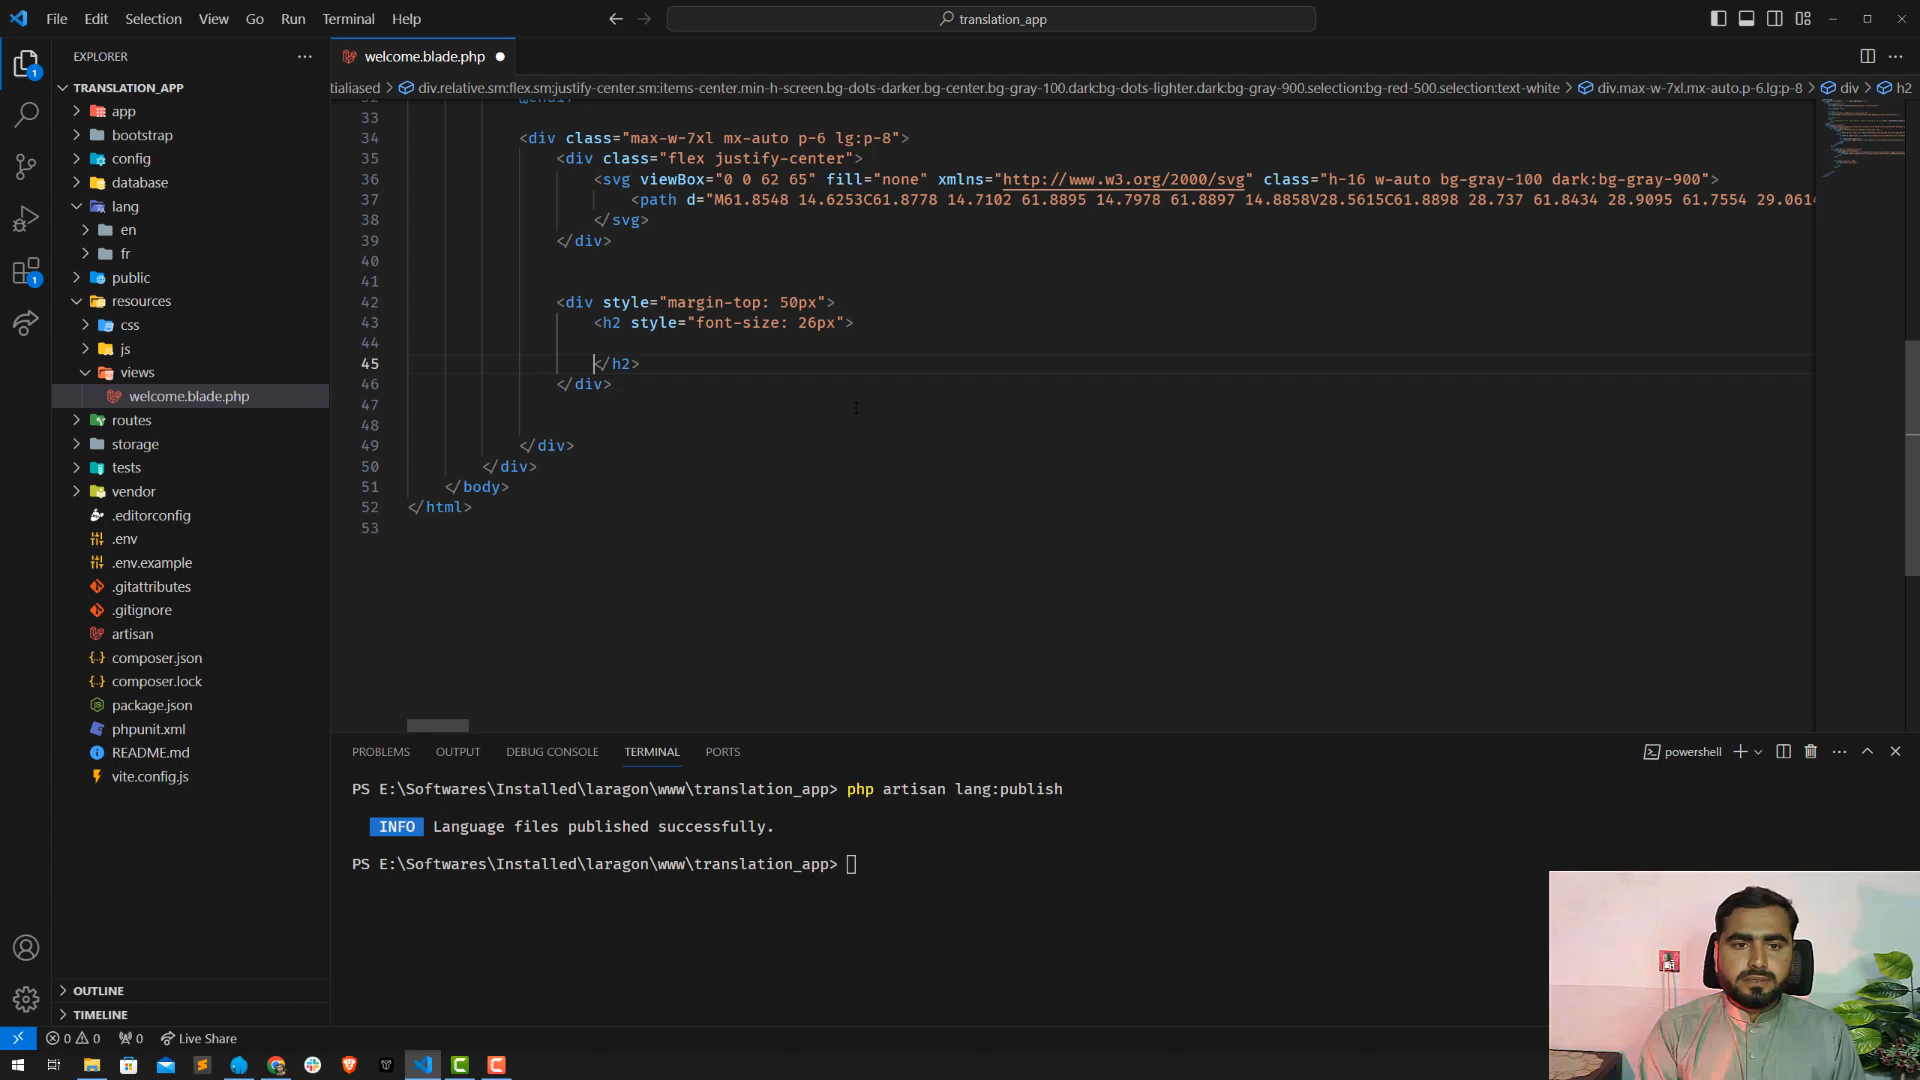 File Edit Selection View Go Run Terminal Help
translation_app
EXPLORER
welcome.blade.php
TRANSLATION_APP
tialiased > div.relative.sm:flex.sm:justify-center.sm:items-center.min-h-screen.bg-dots-darker.bg-center.bg-gray-100.dark:bg-dots-lighter.dark:bg-gray-900.selection:bg-red-500.selection:text-white > div.max-w-7xl.mx-auto.p-6.lg:p-8 > div > h2
app
bootstrap
config
database
lang
en
fr
public
resources
css
js
views
welcome.blade.php
routes
storage
tests
vendor
.editorconfig
.env
.env.example
.gitattributes
.gitignore
artisan
composer.json
composer.lock
package.json
phpunit.xml
README.md
vite.config.js
OUTLINE
TIMELINE
32 @endif
33
34 <div class="max-w-7xl mx-auto p-6 lg:p-8">
35 <div class="flex justify-center">
36 <svg viewBox="0 0 62 65" fill="none" xmlns="http://www.w3.org/2000/svg" class="h-16 w-auto bg-gray-100 dark:bg-gray-900">
37 <path d="M61.8548 14.6253C61.8778 14.7102 61.8895 14.7978 61.8897 14.8858V28.5615C61.8898 28.737 61.8434 28.9095 61.7554 29.0614
38 </svg>
39 </div>
40
41
42 <div style="margin-top: 50px">
43 <h2 style="font-size: 26px">
44
45 </h2>
46 </div>
47
48
49 </div>
50 </div>
51 </body>
52 </html>
53
PROBLEMS OUTPUT DEBUG CONSOLE TERMINAL PORTS
powershell
PS E:\Softwares\Installed\laragon\www\translation_app> php artisan lang:publish
INFO Language files published successfully.
PS E:\Softwares\Installed\laragon\www\translation_app>
0 0 0 Live Share